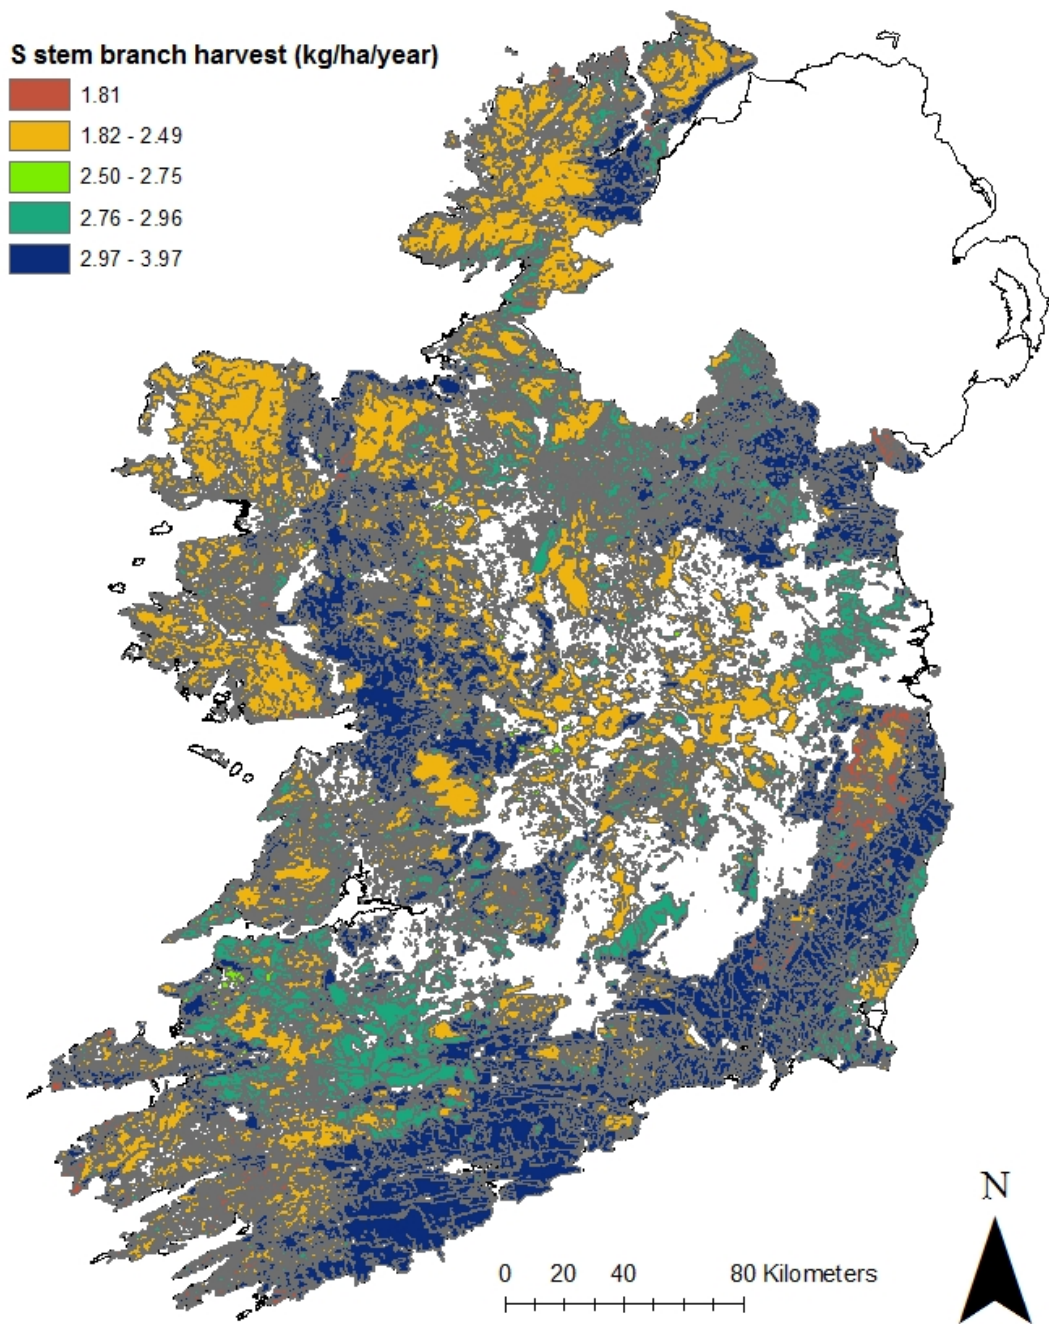 S stem branch harvest (kg/ha/year)
1.81
1.82 - 2.49
2.50 - 2.75
2.76 - 2.96
2.97 - 3.97
N
0 20 40 80 Kilometers